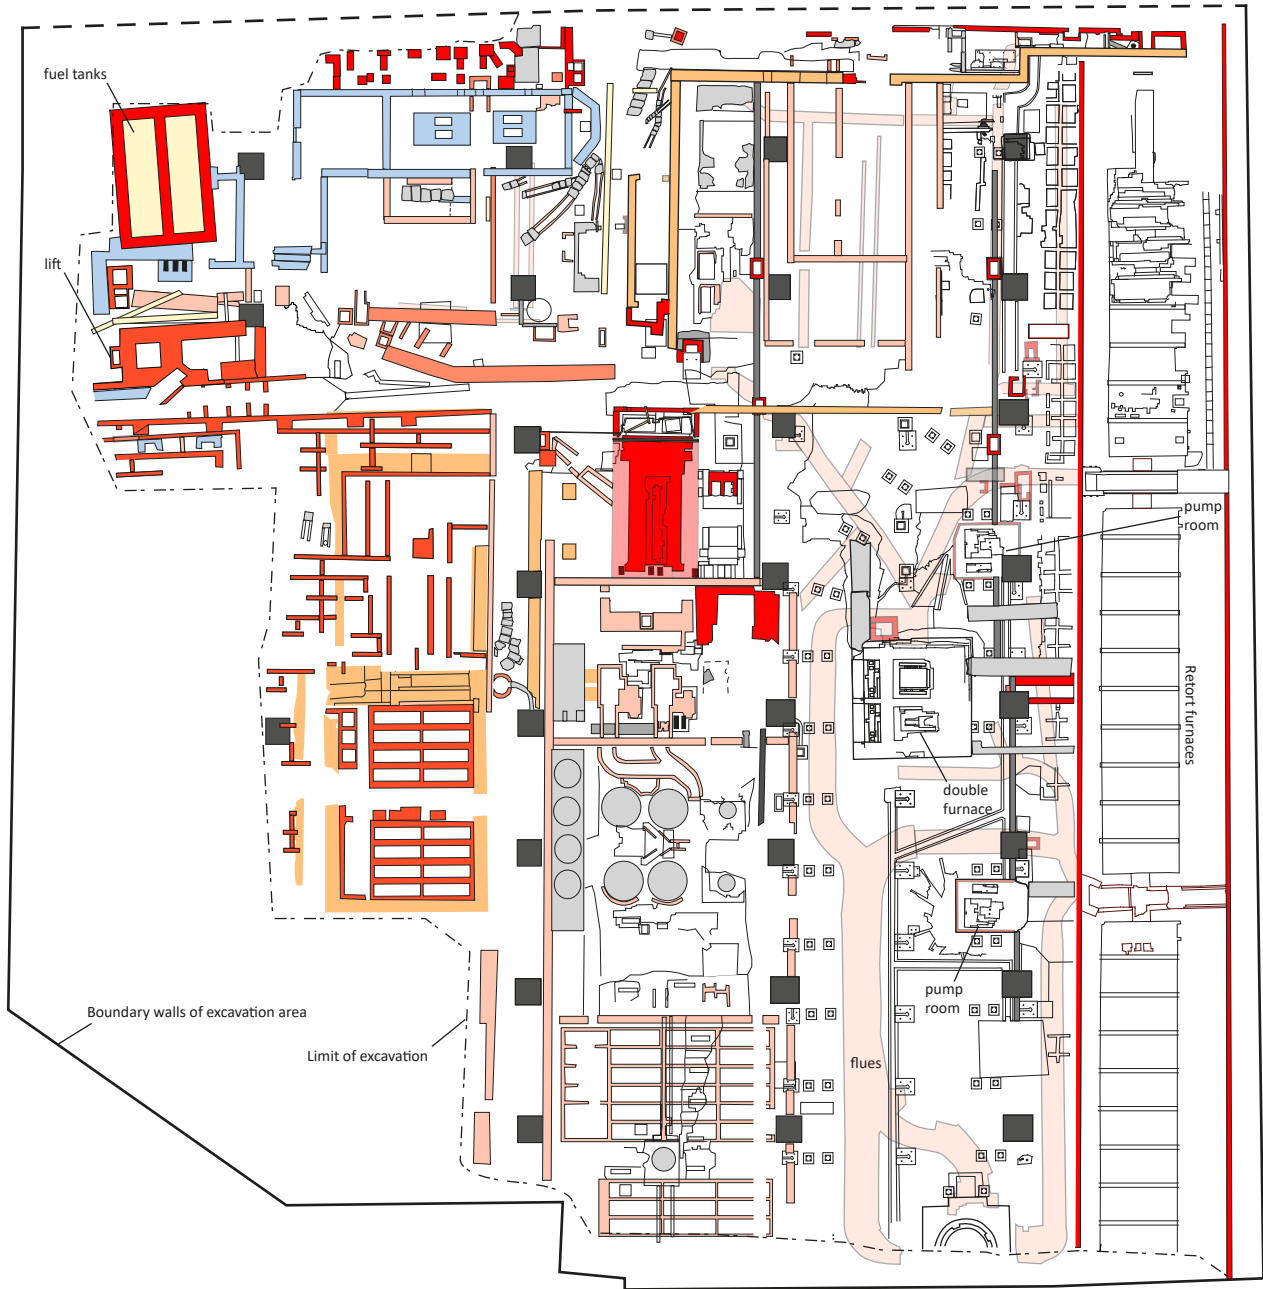 fuel tanks
lift
pump
room
Retort furnaces
double
furnace
pump
room
Boundary walls of excavation area
Limit of excavation
flues